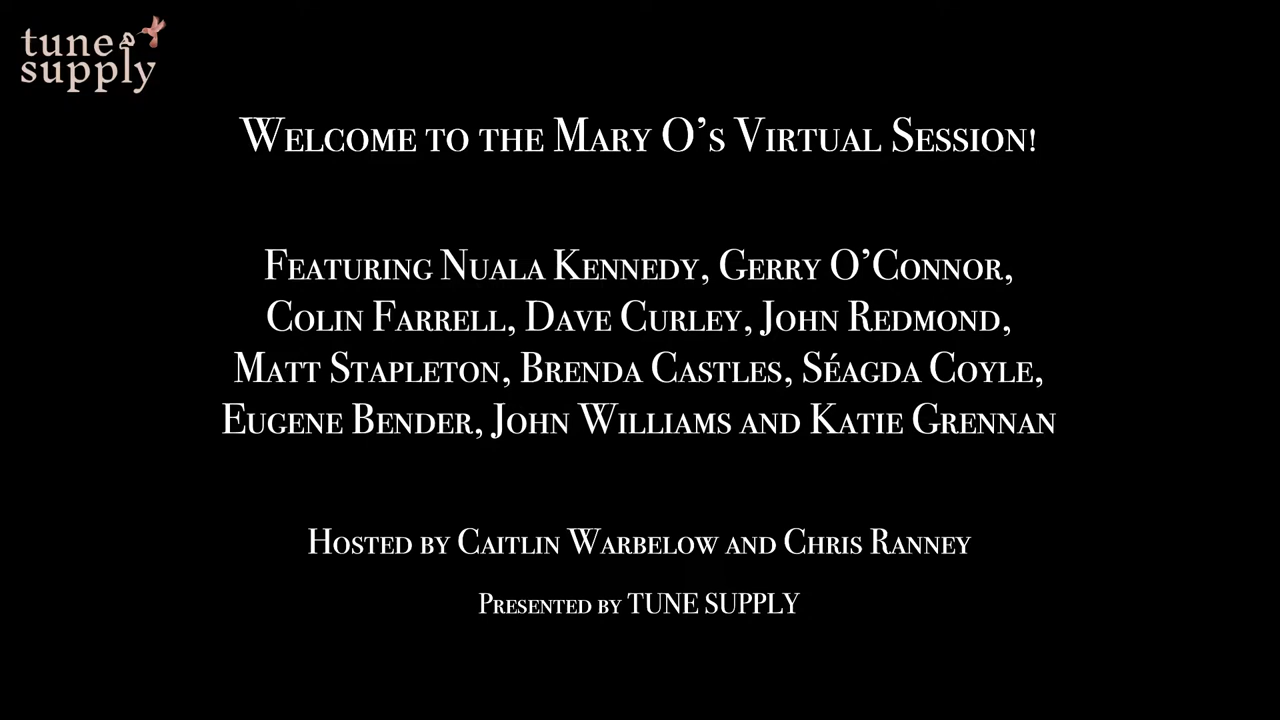 tune
supply
Welcome to the Mary O’s Virtual Session!
Featuring Nuala Kennedy, Gerry O’Connor,
Colin Farrell, Dave Curley, John Redmond,
Matt Stapleton, Brenda Castles, Séagda Coyle,
Eugene Bender, John Williams and Katie Grennan
Hosted by Caitlin Warbelow and Chris Ranney
Presented by TUNE SUPPLY